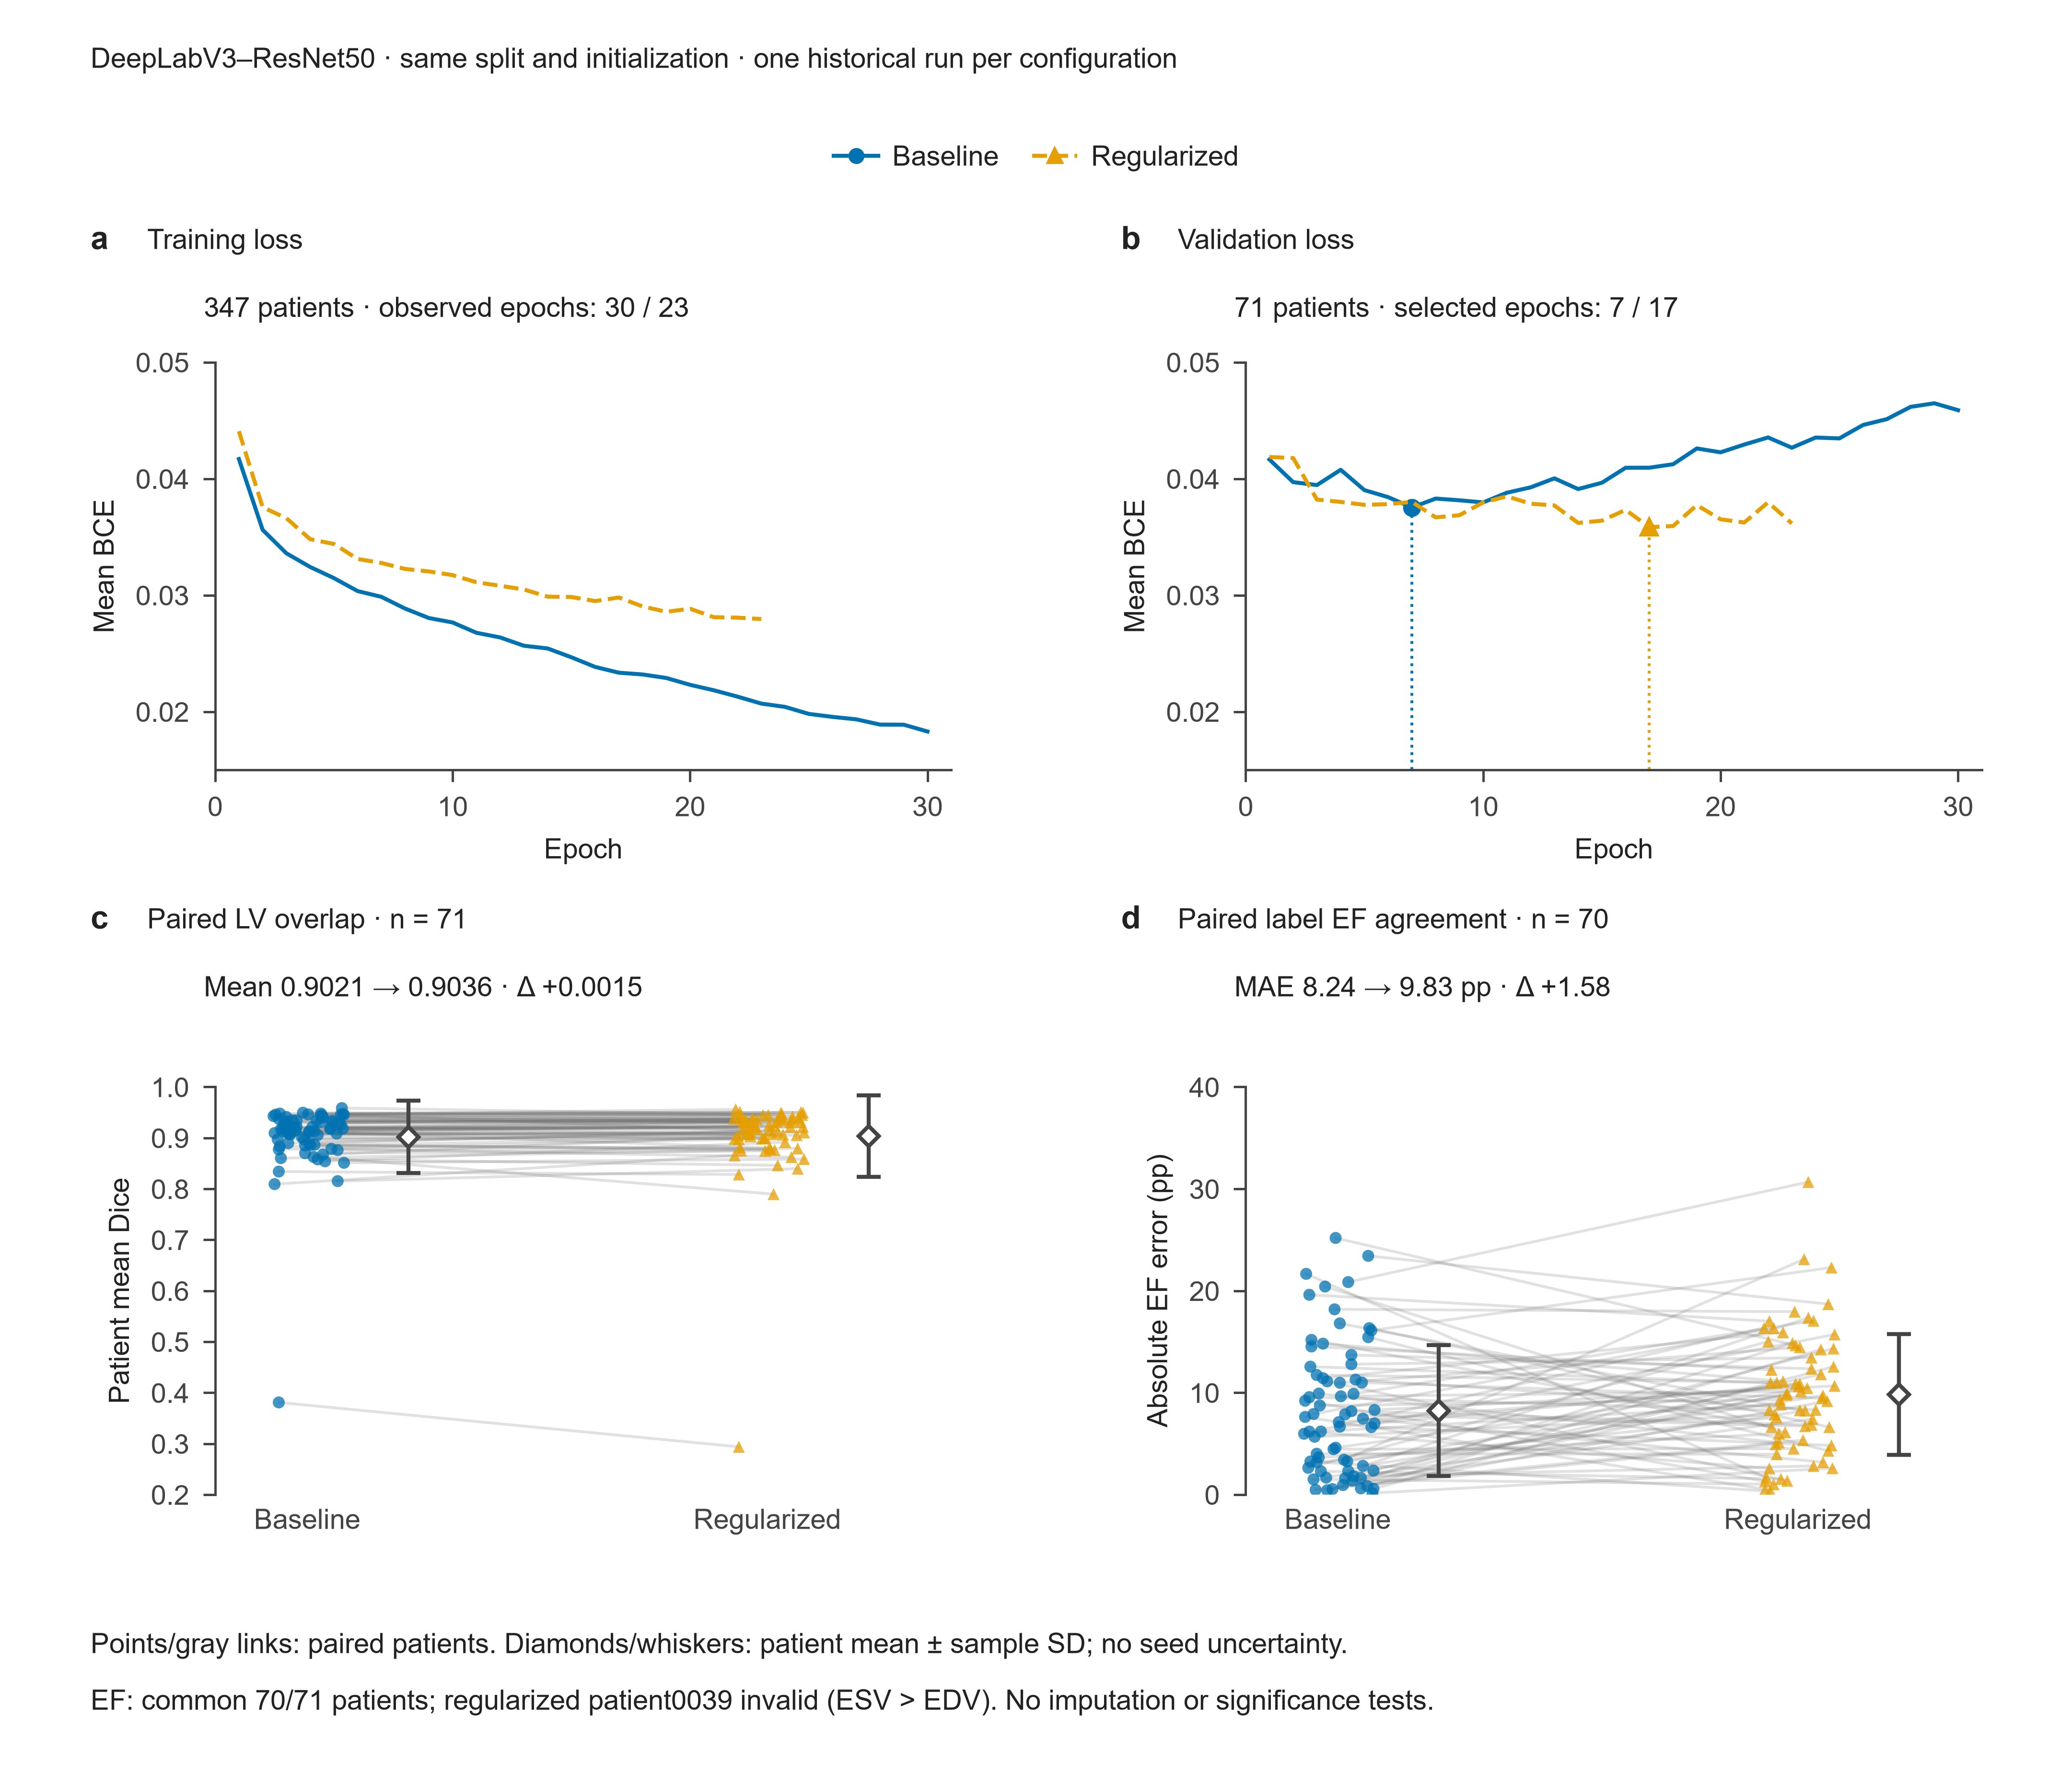 DeepLabV3–ResNet50 · same split and initialization · one historical run per configuration
Baseline
Regularized
a Training loss
347 patients · observed epochs: 30 / 23
0.05
0.04
0.03
0.02
Mean BCE
0 10 20 30
Epoch
b Validation loss
71 patients · selected epochs: 7 / 17
0.05
0.04
0.03
0.02
Mean BCE
0 10 20 30
Epoch
c Paired LV overlap · n = 71
Mean 0.9021 → 0.9036 · Δ +0.0015
1.0
0.9
0.8
0.7
0.6
0.5
0.4
0.3
0.2
Patient mean Dice
Baseline Regularized
d Paired label EF agreement · n = 70
MAE 8.24 → 9.83 pp · Δ +1.58
40
30
20
10
0
Absolute EF error (pp)
Baseline Regularized
Points/gray links: paired patients. Diamonds/whiskers: patient mean ± sample SD; no seed uncertainty.
EF: common 70/71 patients; regularized patient0039 invalid (ESV > EDV). No imputation or significance tests.